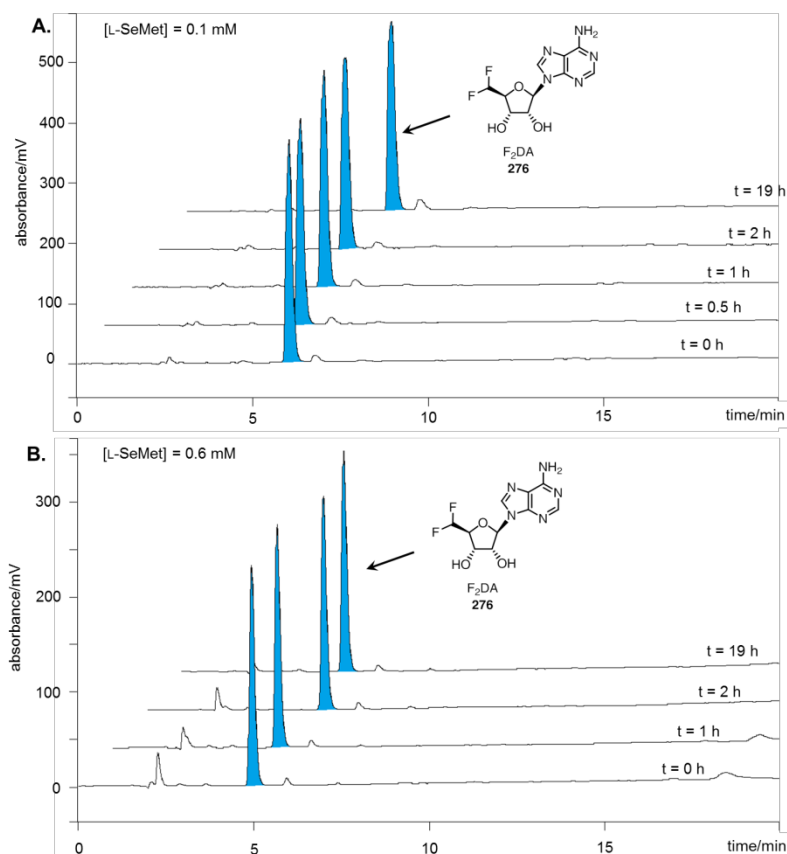 A.
[L-SeMet] = 0.1 mM
absorbance/mV
500
400
300
200
100
0
NH₂
N
N
N
N
F
F
O
HO
OH
F₂DA
276
t = 19 h
t = 2 h
t = 1 h
t = 0.5 h
t = 0 h
0
5
10
15
time/min
B.
[L-SeMet] = 0.6 mM
absorbance/mV
300
200
100
0
NH₂
N
N
N
N
F
F
O
HO
OH
F₂DA
276
t = 19 h
t = 2 h
t = 1 h
t = 0 h
0
5
10
15
time/min